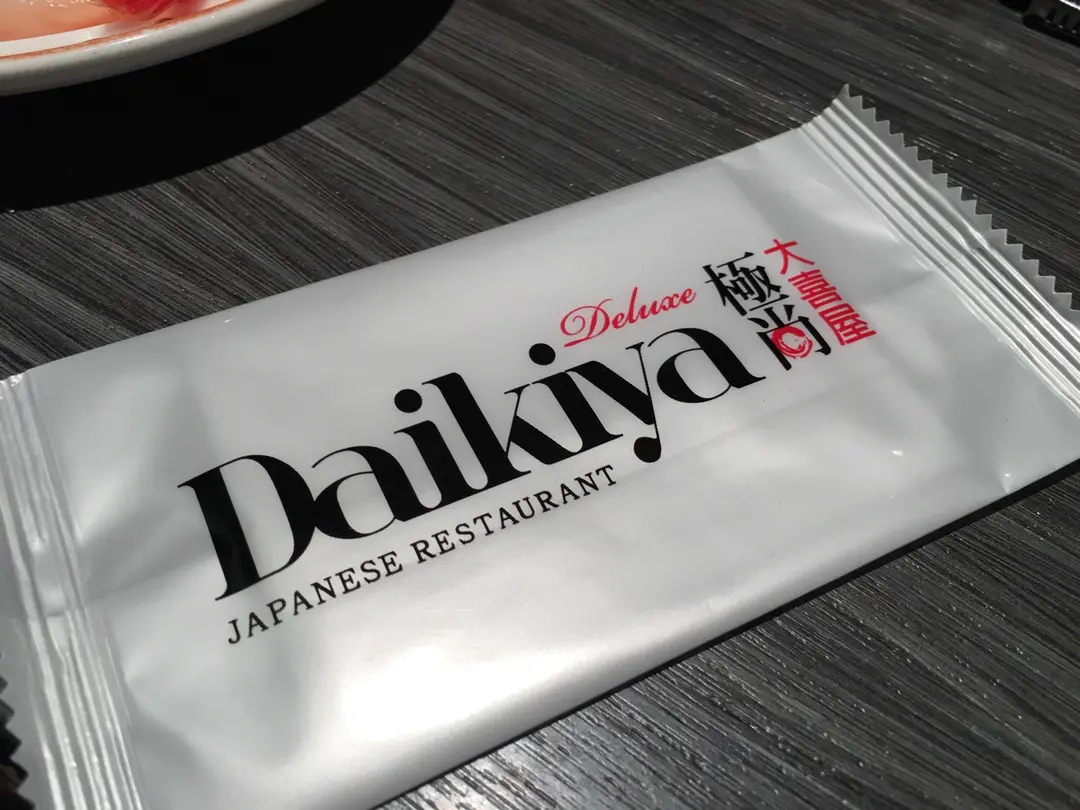 Deluxe
Daikiya
JAPANESE RESTAURANT
極尚
大喜屋